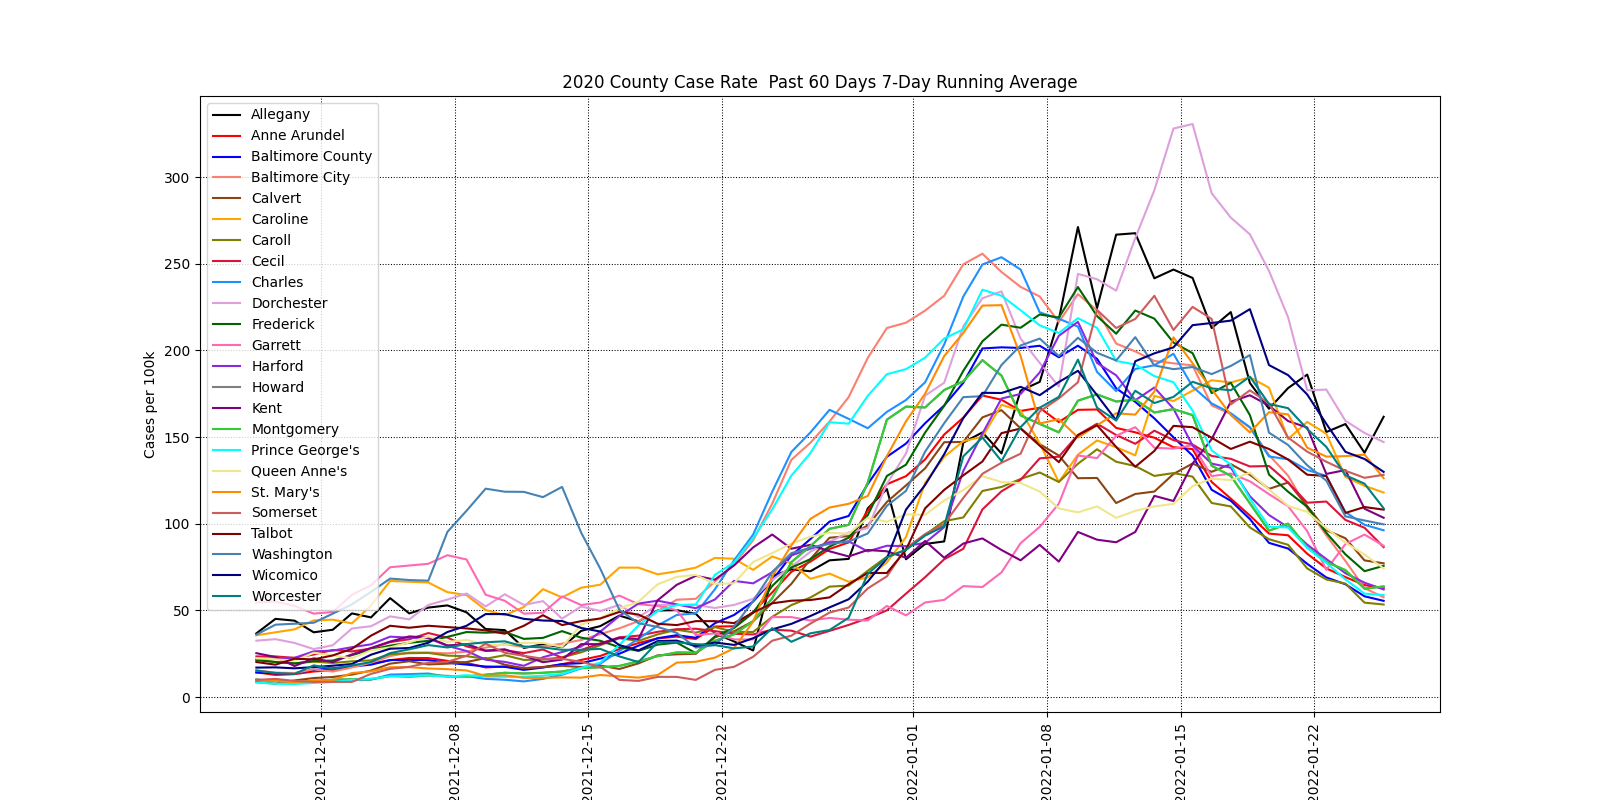 2020 County Case Rate  Past 60 Days 7-Day Running Average
Cases per 100k
300
250
200
150
100
50
0
Allegany
Anne Arundel
Baltimore County
Baltimore City
Calvert
Caroline
Caroll
Cecil
Charles
Dorchester
Frederick
Garrett
Harford
Howard
Kent
Montgomery
Prince George's
Queen Anne's
St. Mary's
Somerset
Talbot
Washington
Wicomico
Worcester
2021-12-01
2021-12-08
2021-12-15
2021-12-22
2022-01-01
2022-01-08
2022-01-15
2022-01-22